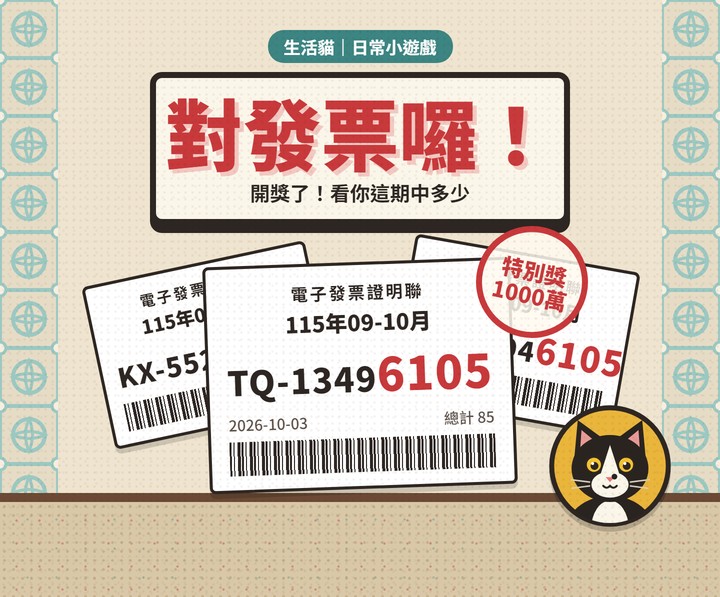 生活貓｜日常小遊戲
對發票囉！
開獎了！看你這期中多少
電子發票
115年0
KX-552
電子發票證明聯
115年09-10月
TQ-13496105
2026-10-03
總計 85
特別獎
1000萬
46105